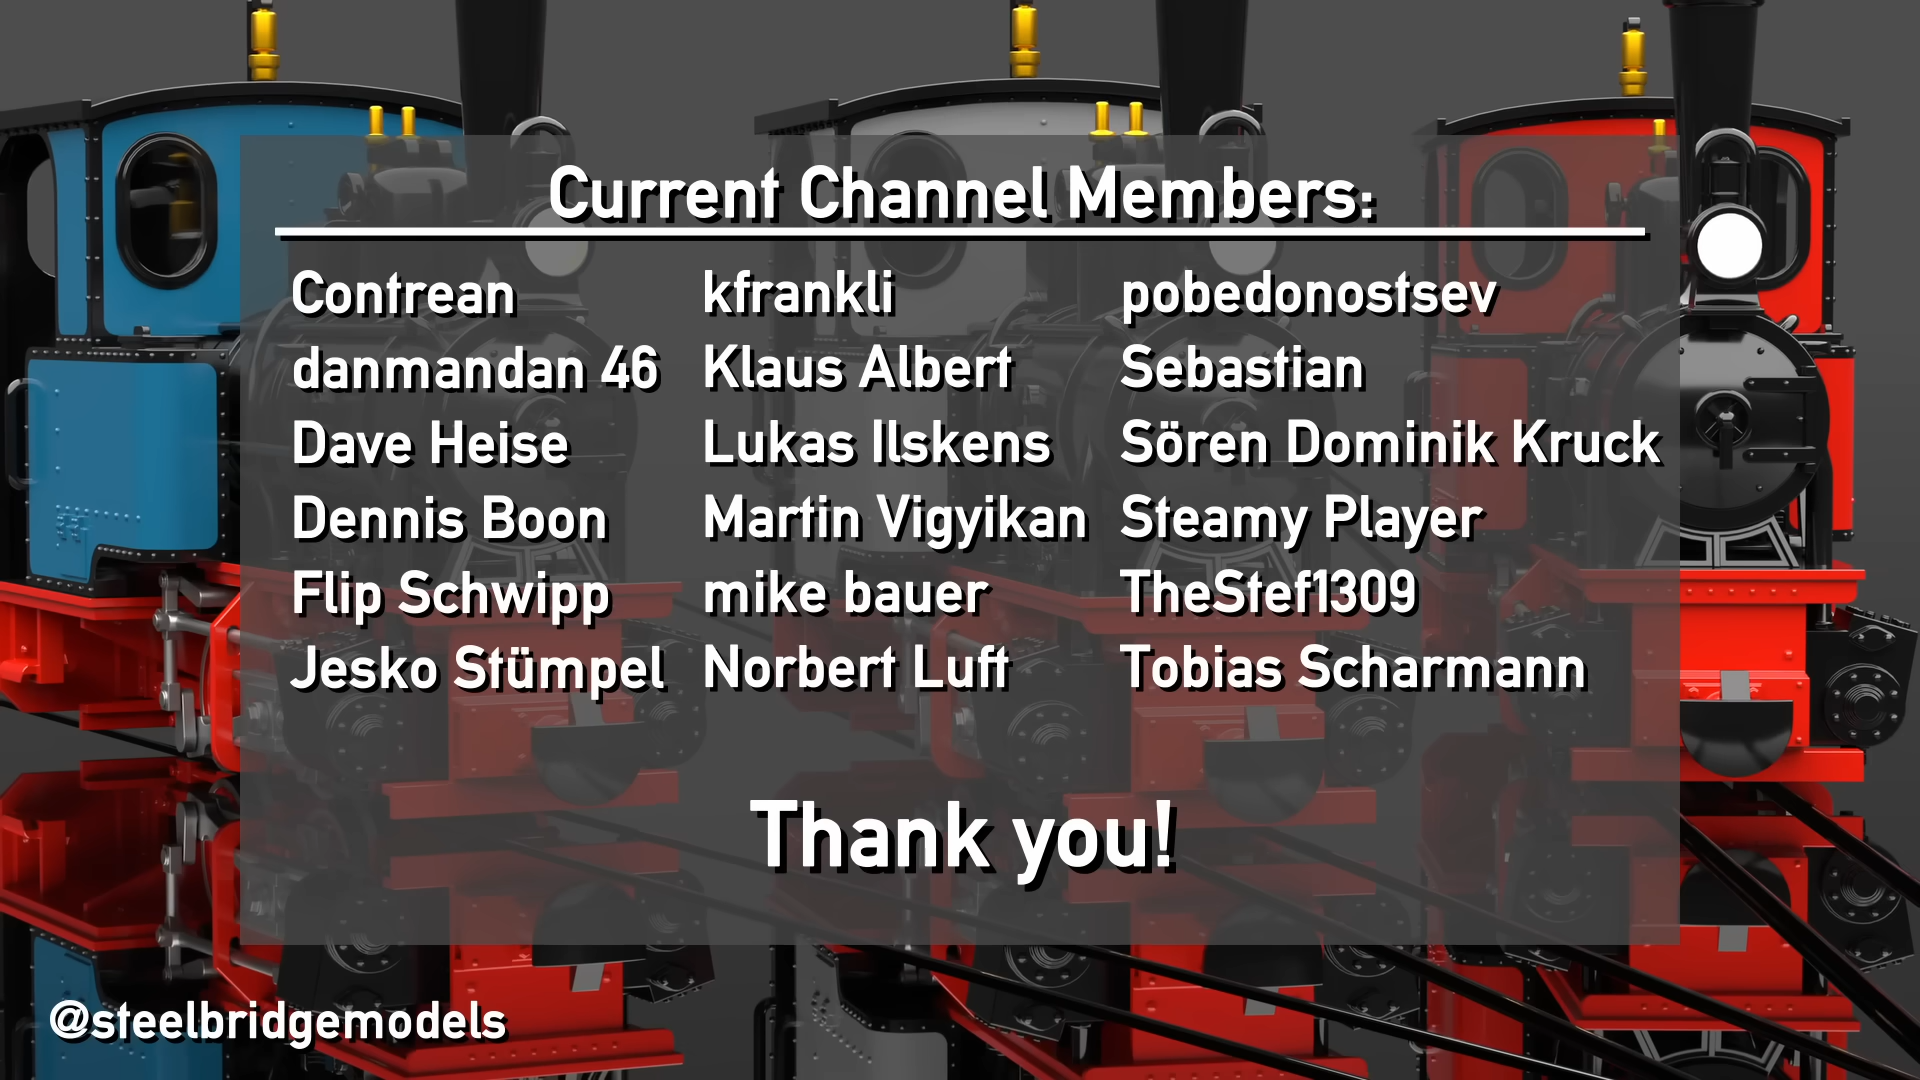 Current Channel Members:
Contrean
danmandan 46
Dave Heise
Dennis Boon
Flip Schwipp
Jesko Stümpel
kfrankli
Klaus Albert
Lukas Ilskens
Martin Vigyikan
mike bauer
Norbert Luft
pobedonostsev
Sebastian
Sören Dominik Kruck
Steamy Player
TheStef1309
Tobias Scharmann
Thank you!
@steelbridgemodels